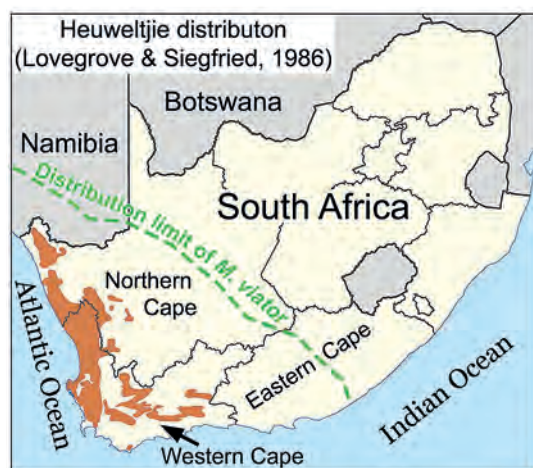 Heuweltjie distributon
(Lovegrove & Siegfried, 1986)
Botswana
Namibia
Distribution limit of M. viator
South Africa
Northern
Cape
Atlantic Ocean
Eastern Cape
Indian Ocean
Western Cape